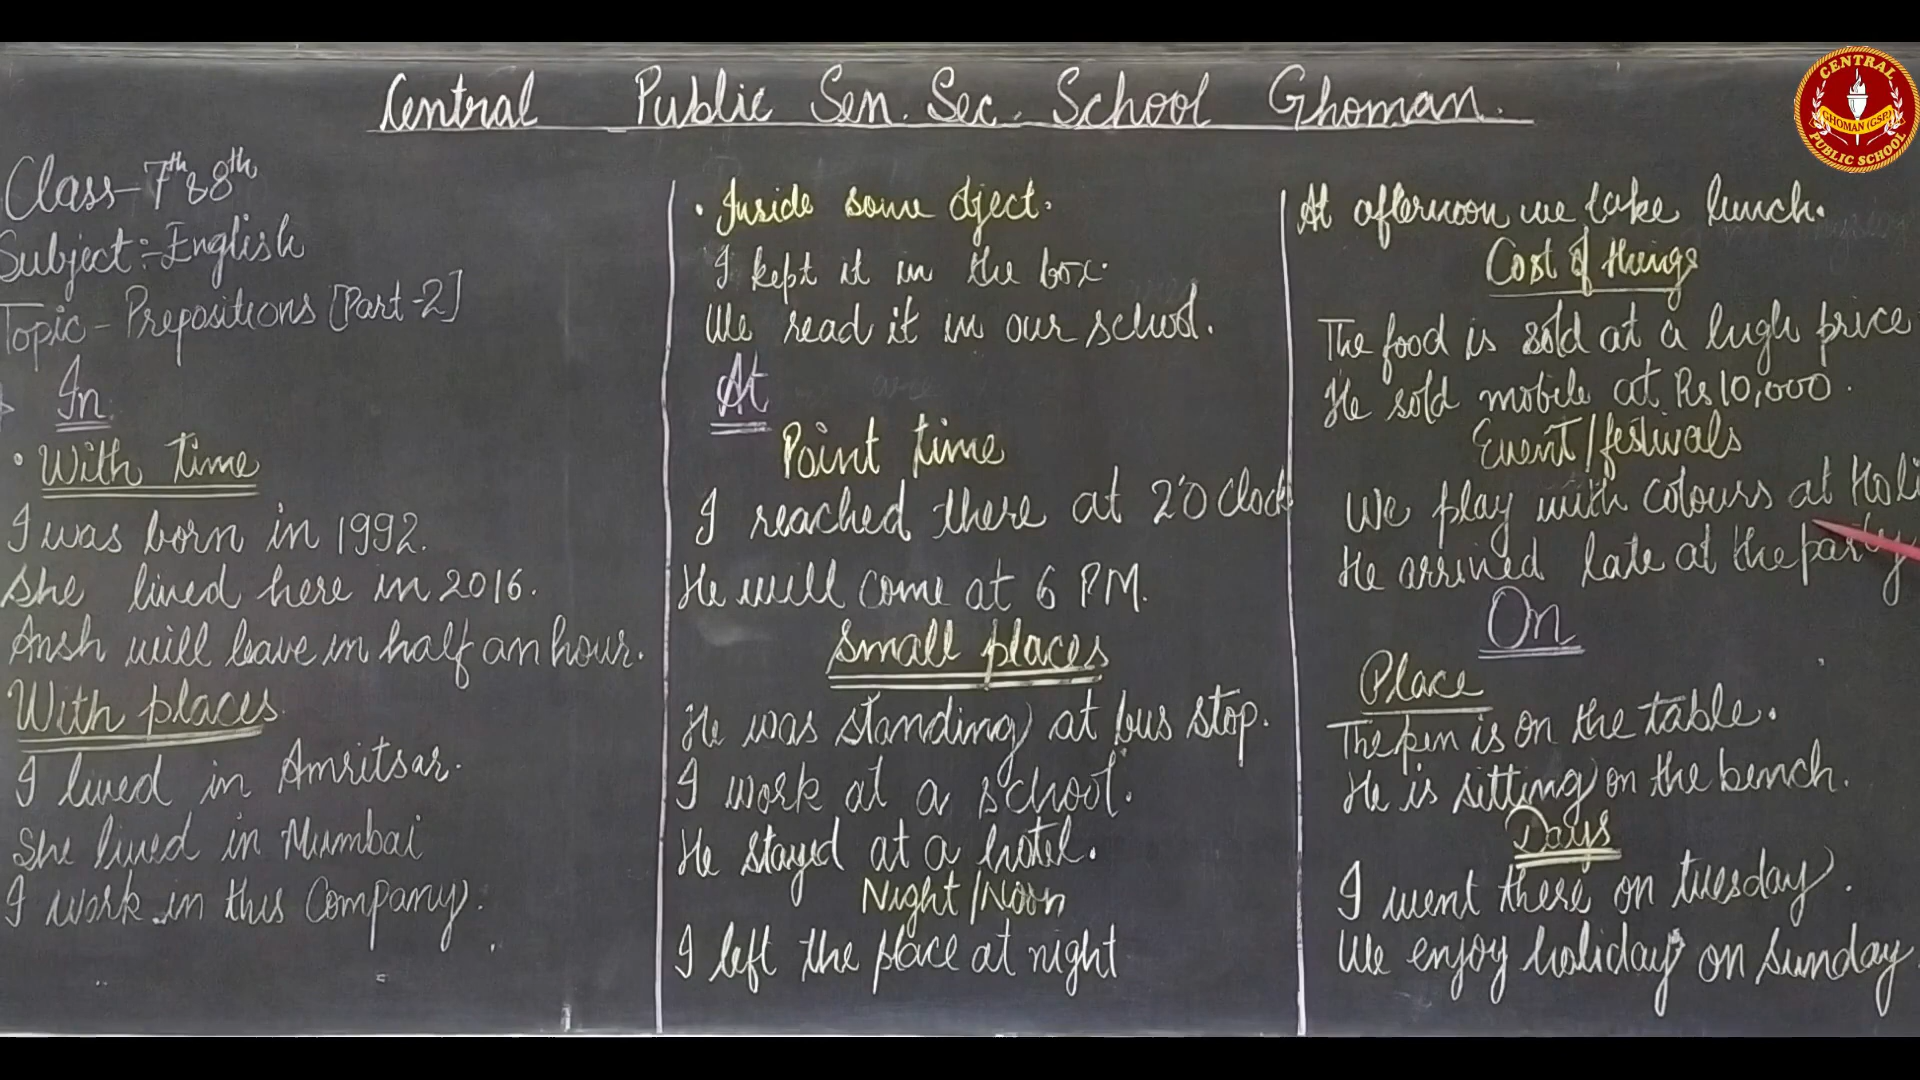 Central Public Sen. Sec. School Ghoman.
CENTRAL
GHOMAN (GSP)
PUBLIC SCHOOL
Class-7th & 8th
Subject:-English
Topic-Prepositions [Part-2]
In
• With time
I was born in 1992.
She lived here in 2016.
Ansh will leave in half an hour.
With places
I lived in Amritsar.
She lived in Mumbai
I work in this Company.
• Inside some oject.
I kept it in the box.
We read it in our school.
At
Point time
I reached there at 2'O Clock
He will come at 6 PM.
Small places
He was standing at bus stop.
I work at a school.
He stayed at a hotel.
Night/Noon
I left the place at night
At afternoon we take lunch.
Cost of things
The food is sold at a high price
He sold mobile at Rs 10,000.
Event/festivals
We play with colours at Holi
He arrived late at the party
On
Place
The pen is on the table.
He is sitting on the bench.
Days
I went there on tuesday.
We enjoy holiday on sunday